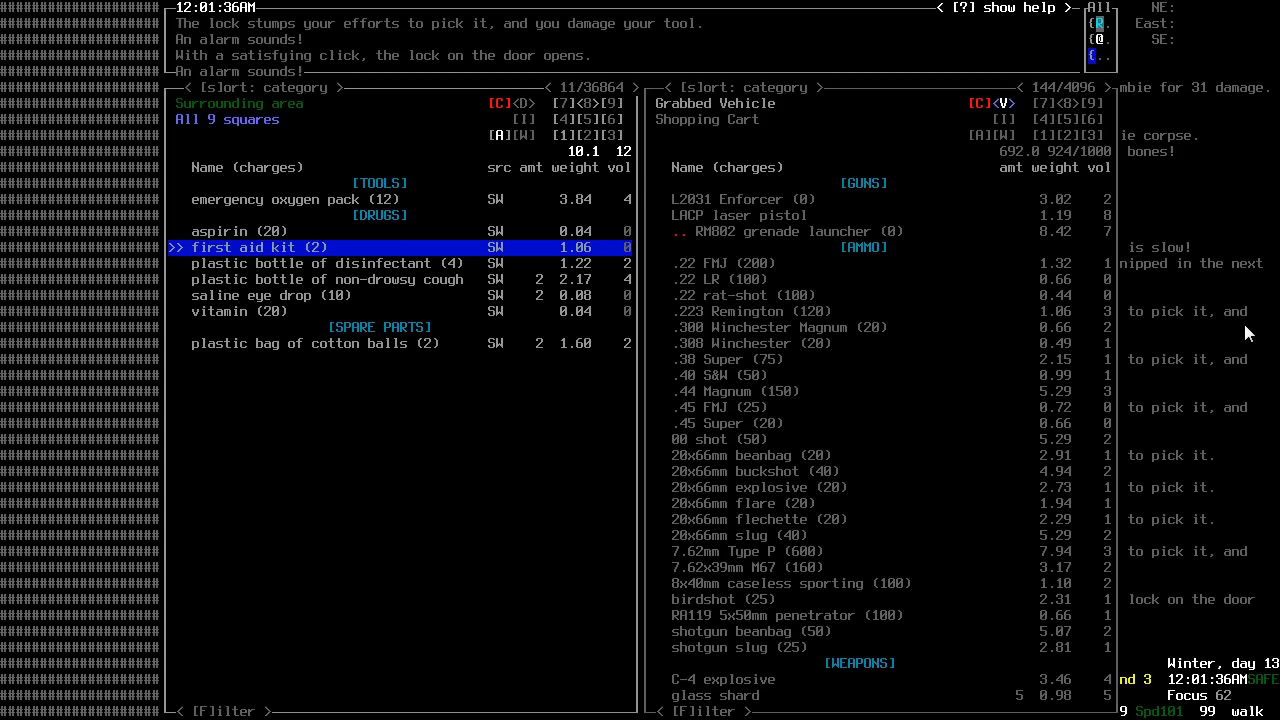 12:01:36AM < [?] show help > All NE:
The lock stumps your efforts to pick it, and you damage your tool. {R. East:
An alarm sounds! {@. SE:
With a satisfying click, the lock on the door opens. {..
An alarm sounds!
< [s]ort: category > < 11/36864 > < [s]ort: category > < 144/4096 > mbie for 31 damage.
Surrounding area [C]<D> [7]<8>[9] Grabbed Vehicle [C]<V> [7]<8>[9]
All 9 squares [I] [4][5][6] Shopping Cart [I] [4][5][6]
[A][W] [1][2][3] [A][W] [1][2][3] ie corpse.
10.1 12 692.0 924/1000 bones!
Name (charges) src amt weight vol Name (charges) amt weight vol
[TOOLS] [GUNS]
emergency oxygen pack (12) SW 3.84 4 L2031 Enforcer (0) 3.02 2
[DRUGS] LACP laser pistol 1.19 8
aspirin (20) SW 0.04 0 .. RM802 grenade launcher (0) 8.42 7
>> first aid kit (2) SW 1.06 0 [AMMO] is slow!
plastic bottle of disinfectant (4) SW 1.22 2 .22 FMJ (200) 1.32 1 nipped in the next
plastic bottle of non-drowsy cough SW 2 2.17 4 .22 LR (100) 0.66 0
saline eye drop (10) SW 2 0.08 0 .22 rat-shot (100) 0.44 0
vitamin (20) SW 0.04 0 .223 Remington (120) 1.06 3 to pick it, and
[SPARE PARTS] .300 Winchester Magnum (20) 0.66 2
plastic bag of cotton balls (2) SW 2 1.60 2 .308 Winchester (20) 0.49 1
.38 Super (75) 2.15 1 to pick it, and
.40 S&W (50) 0.99 1
.44 Magnum (150) 5.29 3
.45 FMJ (25) 0.72 0 to pick it, and
.45 Super (20) 0.66 0
00 shot (50) 5.29 2
20x66mm beanbag (20) 2.91 1 to pick it.
20x66mm buckshot (40) 4.94 2
20x66mm explosive (20) 2.73 1 to pick it.
20x66mm flare (20) 1.94 1
20x66mm flechette (20) 2.29 1 to pick it.
20x66mm slug (40) 5.29 2
7.62mm Type P (600) 7.94 3 to pick it, and
7.62x39mm M67 (160) 3.17 2
8x40mm caseless sporting (100) 1.10 2
birdshot (25) 2.31 1 lock on the door
RA119 5x50mm penetrator (100) 0.66 1
shotgun beanbag (50) 5.07 2
shotgun slug (25) 2.81 1
[WEAPONS] Winter, day 13
C-4 explosive 3.46 4 nd 3 12:01:36AM SAFE
glass shard 5 0.98 5 Focus 62
< [F]ilter > < [F]ilter > 9 Spd101 99 walk